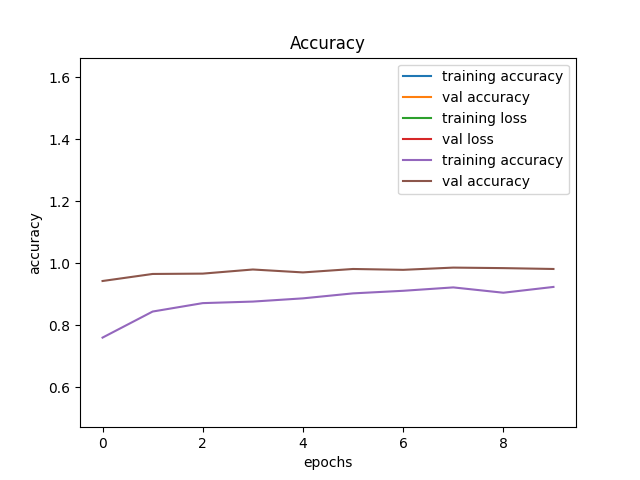 Accuracy
1.6
1.4
1.2
1.0
0.8
0.6
accuracy
training accuracy
val accuracy
training loss
val loss
training accuracy
val accuracy
0 2 4 6 8
epochs